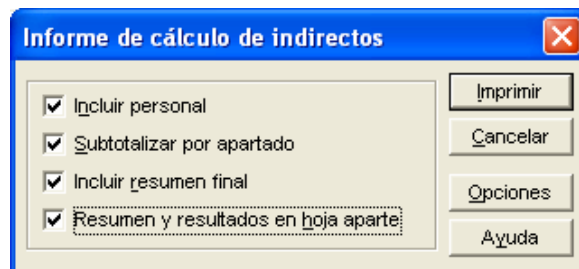 Informe de cálculo de indirectos
Incluir personal
Subtotalizar por apartado
Incluir resumen final
Resumen y resultados en hoja aparte
Imprimir
Cancelar
Opciones
Ayuda